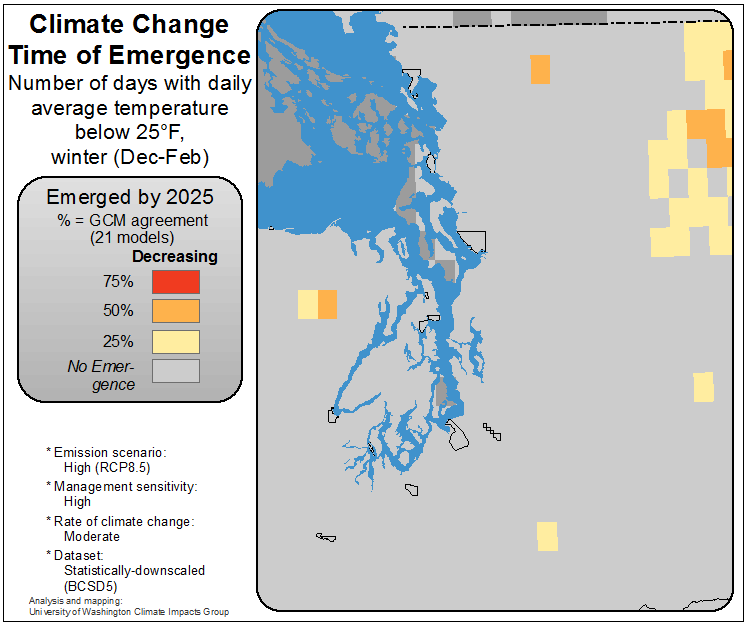 Climate Change
Time of Emergence
Number of days with daily
average temperature
below 25°F,
winter (Dec-Feb)
Emerged by 2025
% = GCM agreement
(21 models)
Decreasing
75%
50%
25%
No Emer-
gence
* Emission scenario:
High (RCP8.5)
* Management sensitivity:
High
* Rate of climate change:
Moderate
* Dataset:
Statistically-downscaled
(BCSD5)
Analysis and mapping:
University of Washington Climate Impacts Group